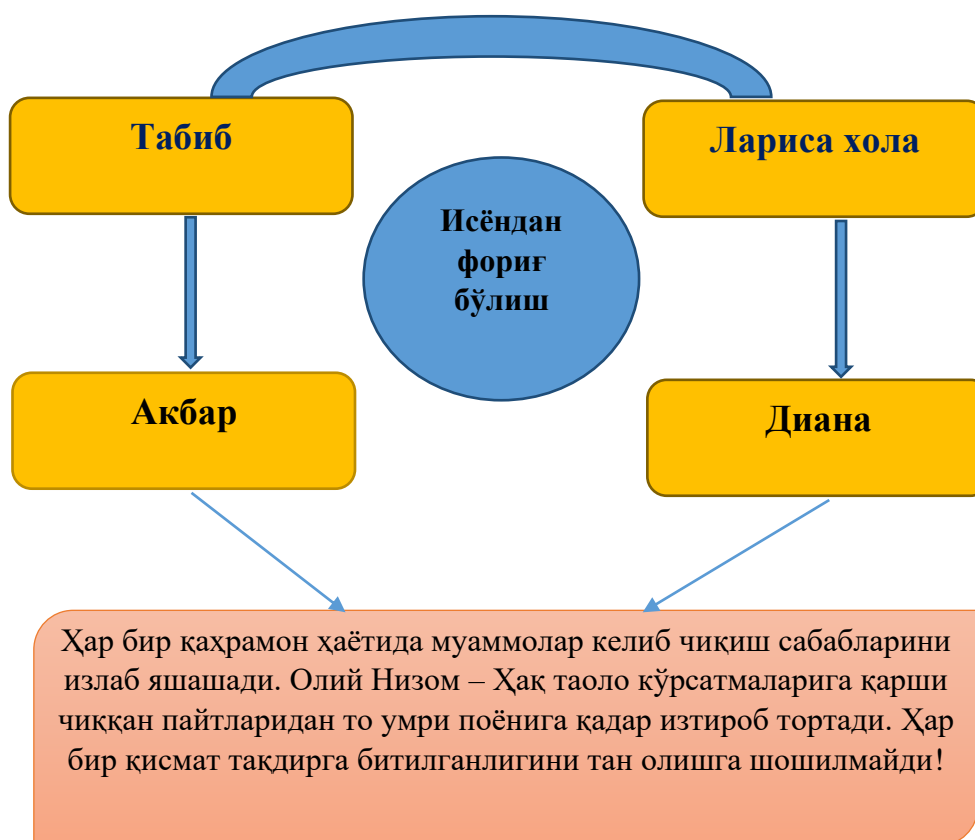 Табиб
Лариса хола
Исёндан
фориғ
бўлиш
Акбар
Диана
Ҳар бир қаҳрамон ҳаётида муаммолар келиб чиқиш сабабларини
излаб яшашади. Олий Низом – Ҳақ таоло кўрсатмаларига қарши
чиққан пайтларидан то умри поёнига қадар изтироб тортади. Ҳар
бир қисмат тақдирга битилганлигини тан олишга шошилмайди!